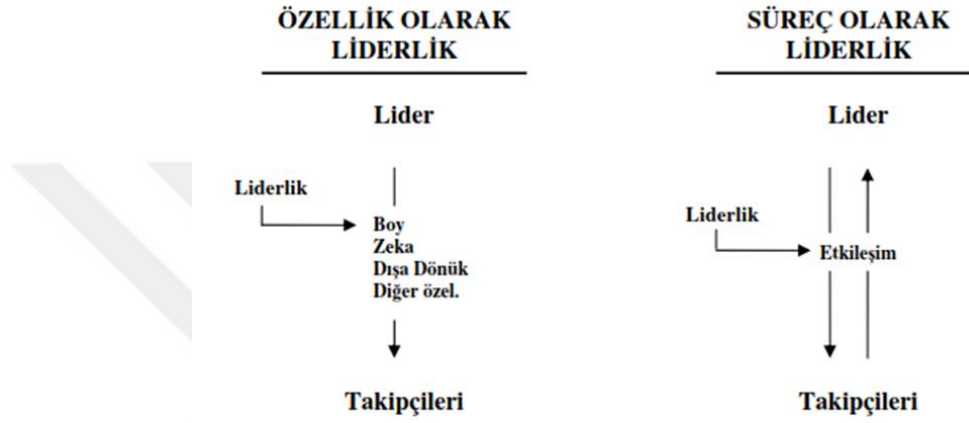 ÖZELLİK OLARAK
LİDERLİK
Lider
Liderlik
Boy
Zeka
Dışa Dönük
Diğer özel.
Takipçileri
SÜREÇ OLARAK
LİDERLİK
Lider
Liderlik
Etkileşim
Takipçileri